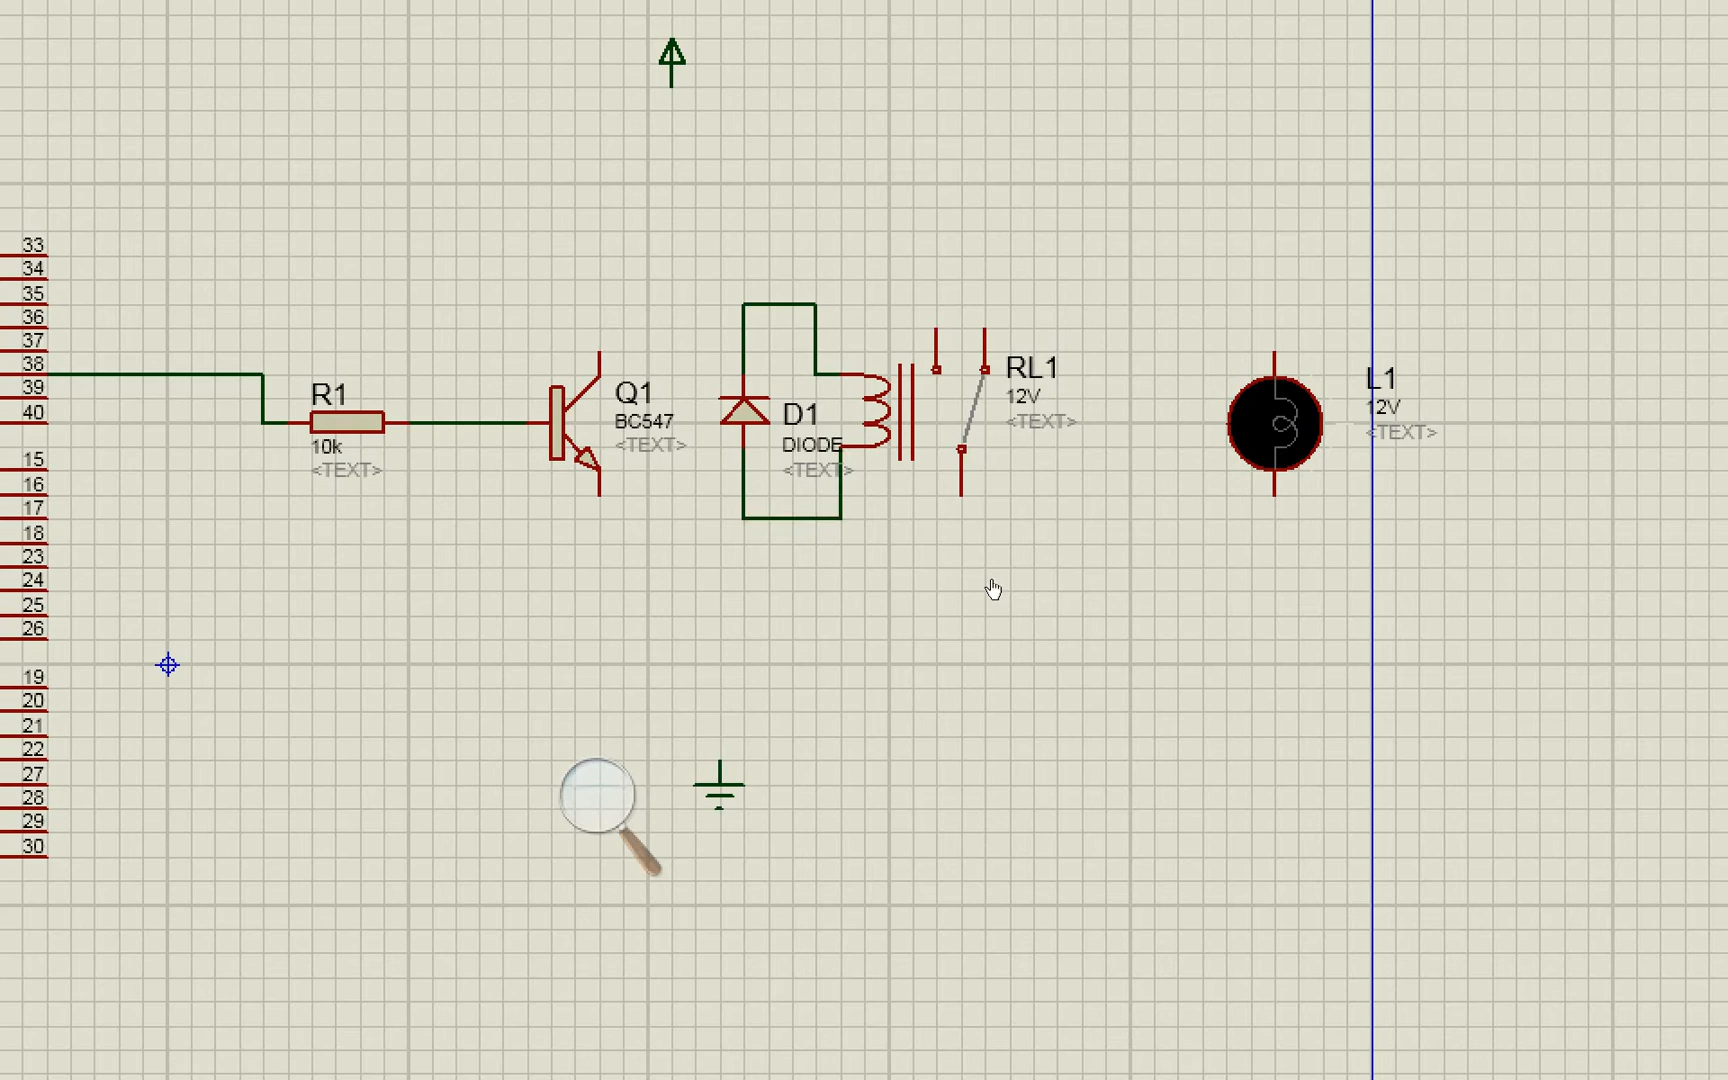 33
34
35
36
37
38
39
40
15
16
17
18
23
24
25
26
19
20
21
22
27
28
29
30
R1
10k
<TEXT>
Q1
BC547
<TEXT>
D1
DIODE
<TEXT>
RL1
12V
<TEXT>
L1
12V
<TEXT>